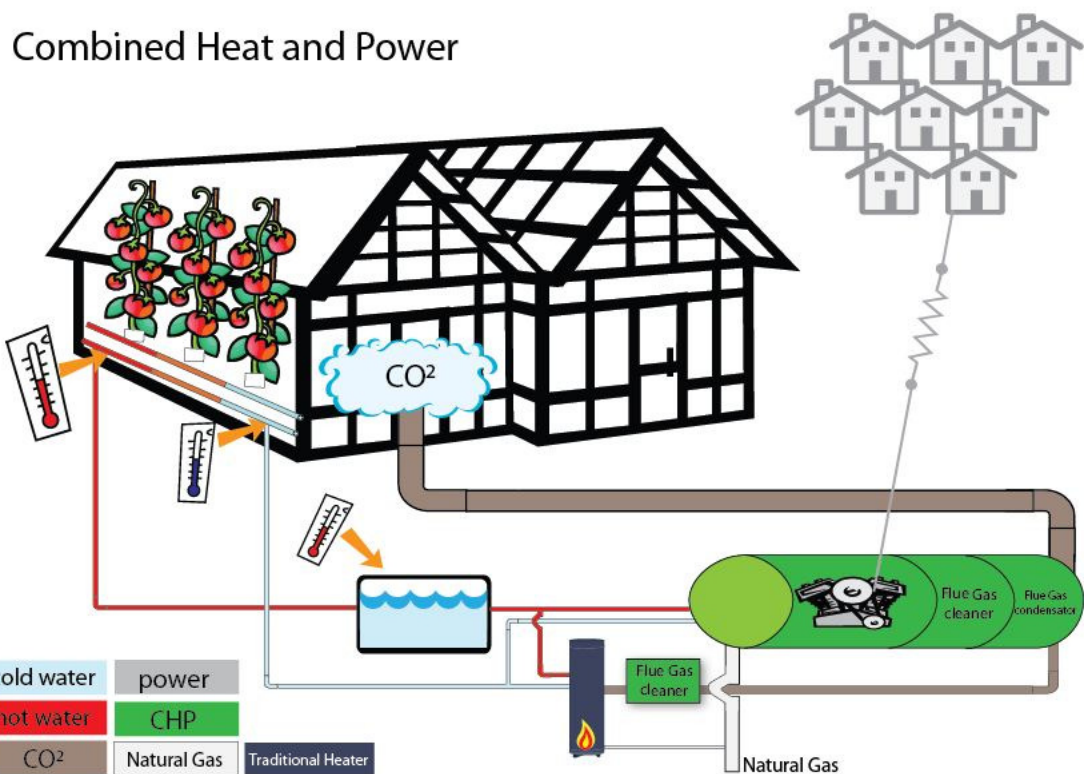 Combined Heat and Power
CO²
Flue Gas
cleaner
Flue Gas
condensator
Flue Gas
cleaner
old water
power
hot water
CHP
CO²
Natural Gas
Traditional Heater
Natural Gas